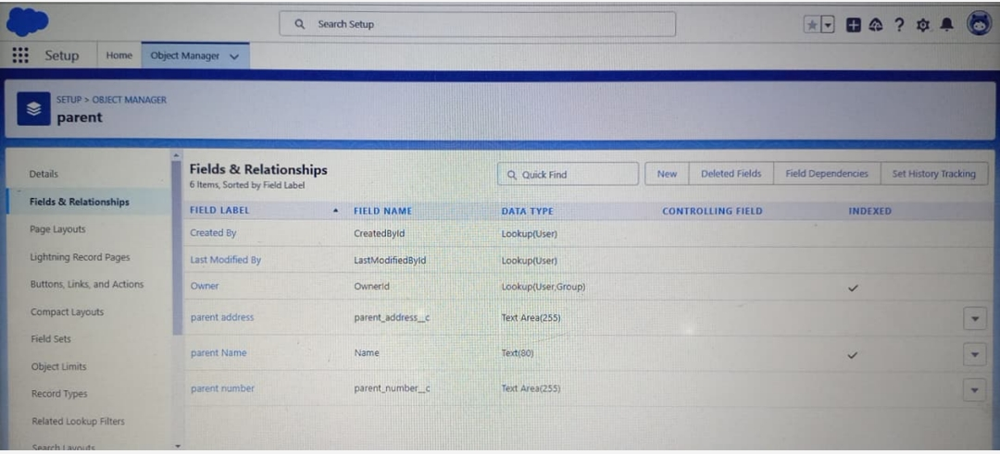 Search Setup
Setup Home Object Manager
SETUP > OBJECT MANAGER
parent
Details
Fields & Relationships
Page Layouts
Lightning Record Pages
Buttons, Links, and Actions
Compact Layouts
Field Sets
Object Limits
Record Types
Related Lookup Filters
Search Layouts
Fields & Relationships
6 Items, Sorted by Field Label
Quick Find New Deleted Fields Field Dependencies Set History Tracking
FIELD LABEL FIELD NAME DATA TYPE CONTROLLING FIELD INDEXED
Created By CreatedById Lookup(User)
Last Modified By LastModifiedById Lookup(User)
Owner OwnerId Lookup(User,Group)
parent address parent_address__c Text Area(255)
parent Name Name Text(80)
parent number parent_number__c Text Area(255)